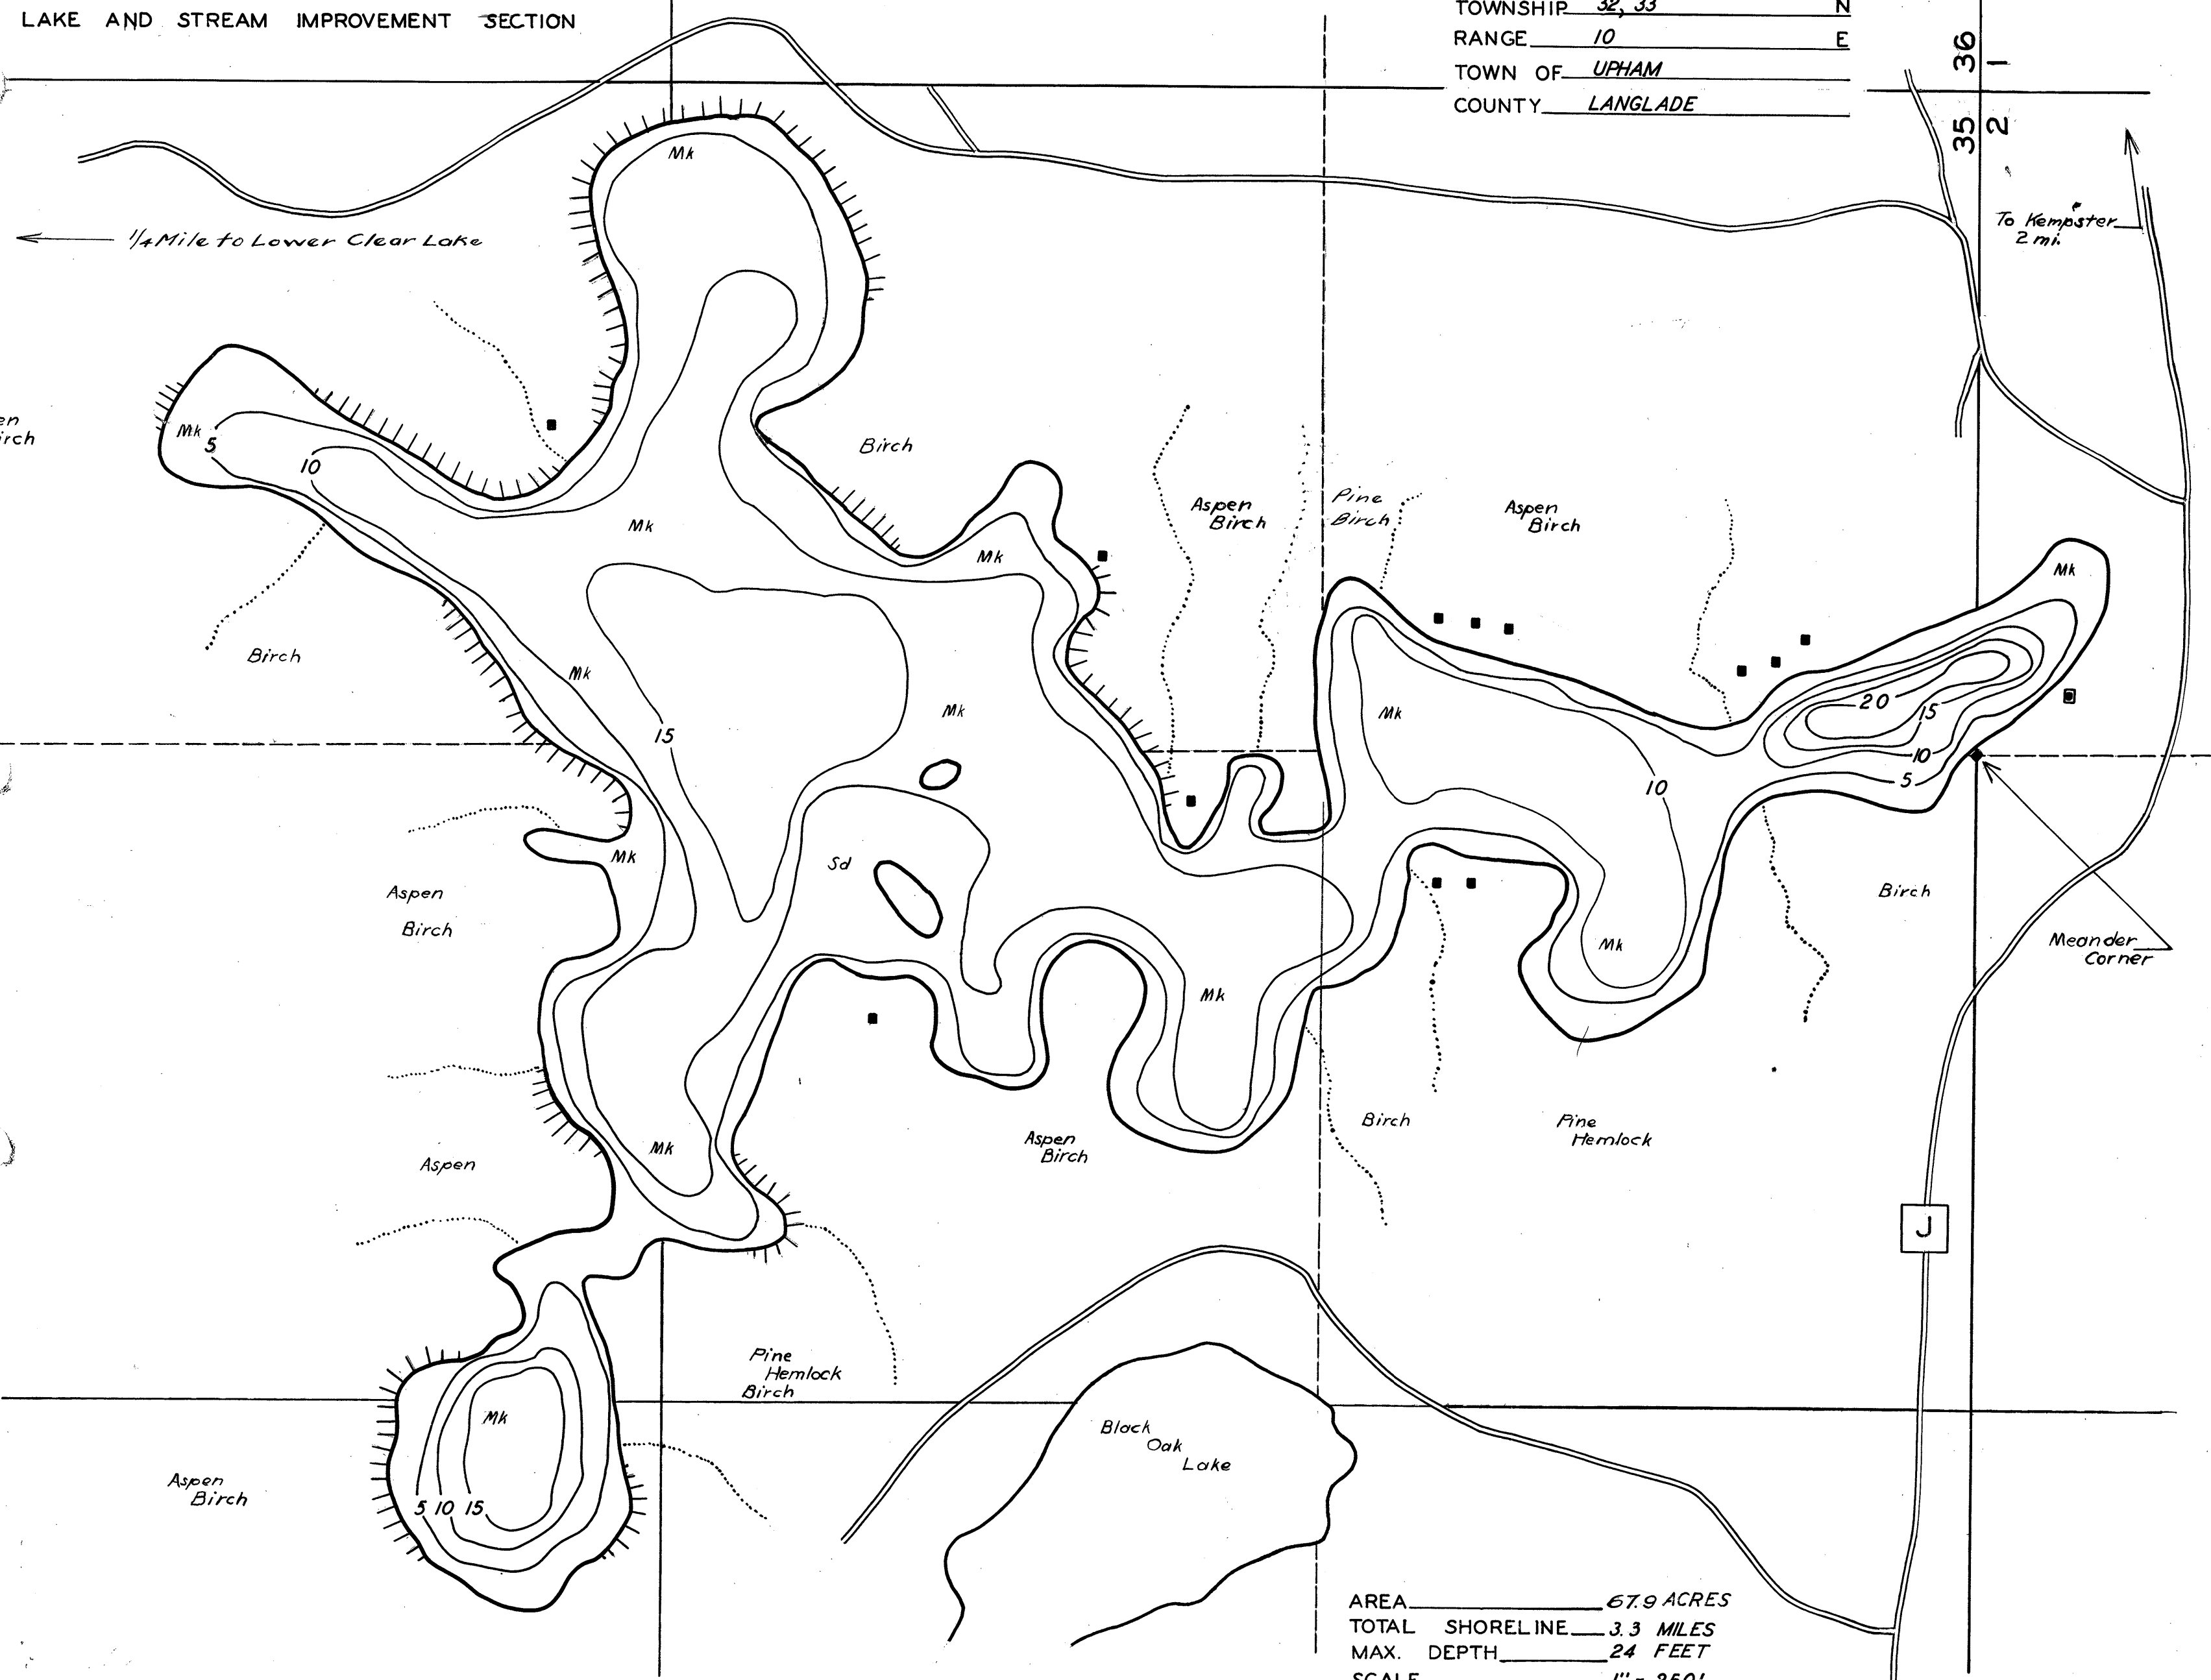 LAKE AND STREAM IMPROVEMENT SECTION
TOWNSHIP 32, 33 N
RANGE 10 E
TOWN OF UPHAM
COUNTY LANGLADE
36
1
35
2
To Kempster
2 mi.
1/4 Mile to Lower Clear Lake
Mk
Mk
5
10
Birch
Mk
Mk
Aspen
Birch
Pine
Birch
Aspen
Birch
Mk
Birch
Mk
15
Mk
Mk
10
20
15
10
5
Mk
Sd
Aspen
Birch
Birch
Meander
Corner
Mk
Mk
Aspen
Mk
Aspen
Birch
Birch
Pine
Hemlock
J
Pine
Hemlock
Birch
Mk
5 10 15
Aspen
Birch
Black
Oak
Lake
AREA 67.9 ACRES
TOTAL SHORELINE 3.3 MILES
MAX. DEPTH 24 FEET